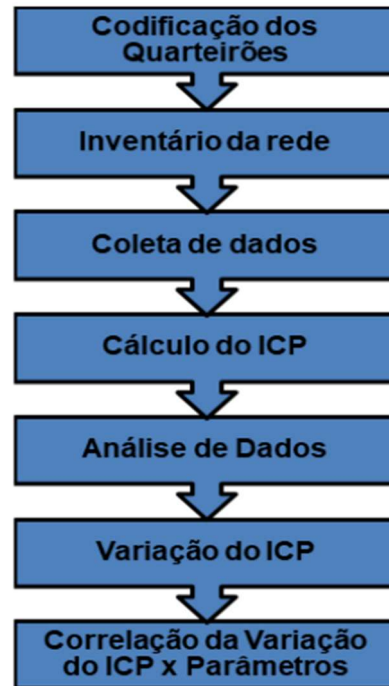 Codificação dos
Quarteirões
Inventário da rede
Coleta de dados
Cálculo do ICP
Análise de Dados
Variação do ICP
Correlação da Variação
do ICP x Parâmetros